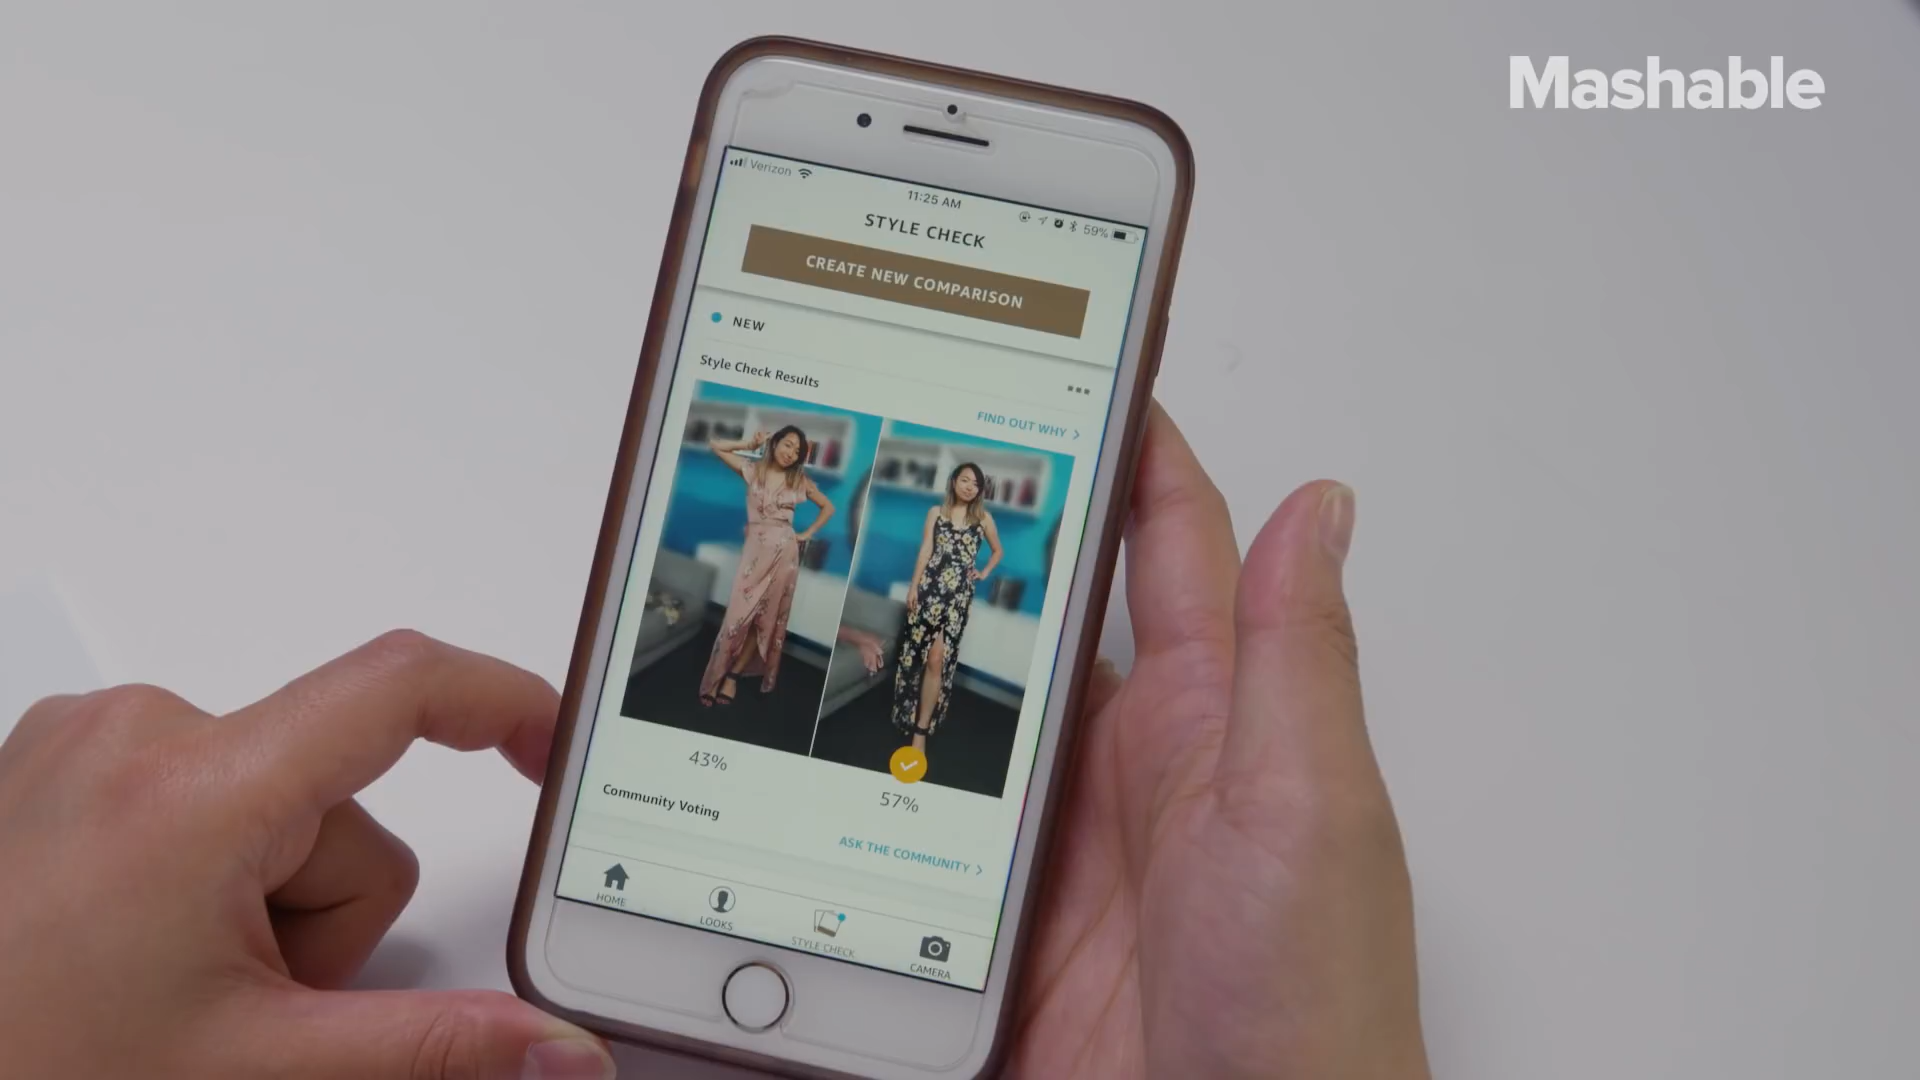 Mashable
Verizon
11:25 AM
59%
STYLE CHECK
CREATE NEW COMPARISON
NEW
Style Check Results
FIND OUT WHY >
43%
57%
Community Voting
ASK THE COMMUNITY >
HOME
LOOKS
STYLE CHECK
CAMERA